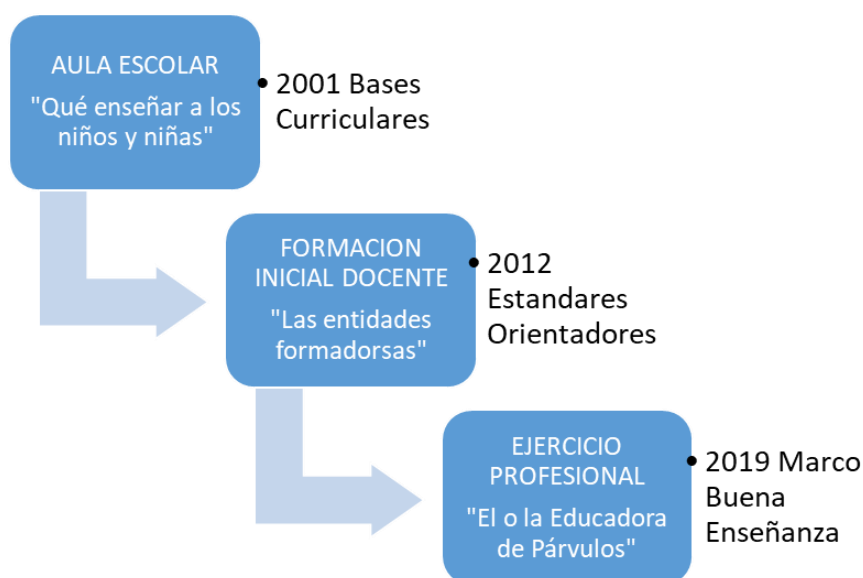 AULA ESCOLAR
"Qué enseñar a los
niños y niñas"
• 2001 Bases
Curriculares
FORMACION
INICIAL DOCENTE
"Las entidades
formadorsas"
• 2012
Estandares
Orientadores
EJERCICIO
PROFESIONAL
"El o la Educadora
de Párvulos"
• 2019 Marco
Buena
Enseñanza